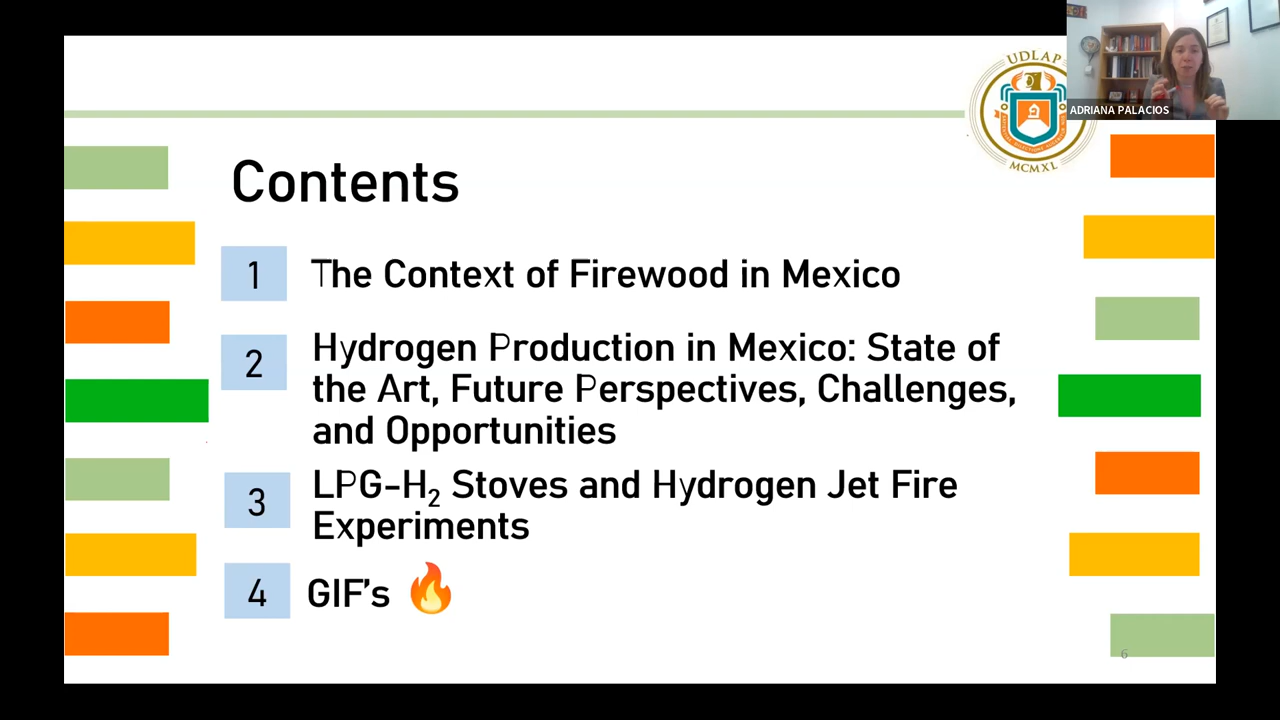 UDLAP
MCMXL
ADRIANA PALACIOS
Contents
1 The Context of Firewood in Mexico
2 Hydrogen Production in Mexico: State of
the Art, Future Perspectives, Challenges,
and Opportunities
3 LPG-H₂ Stoves and Hydrogen Jet Fire
Experiments
4 GIF's 🔥
6